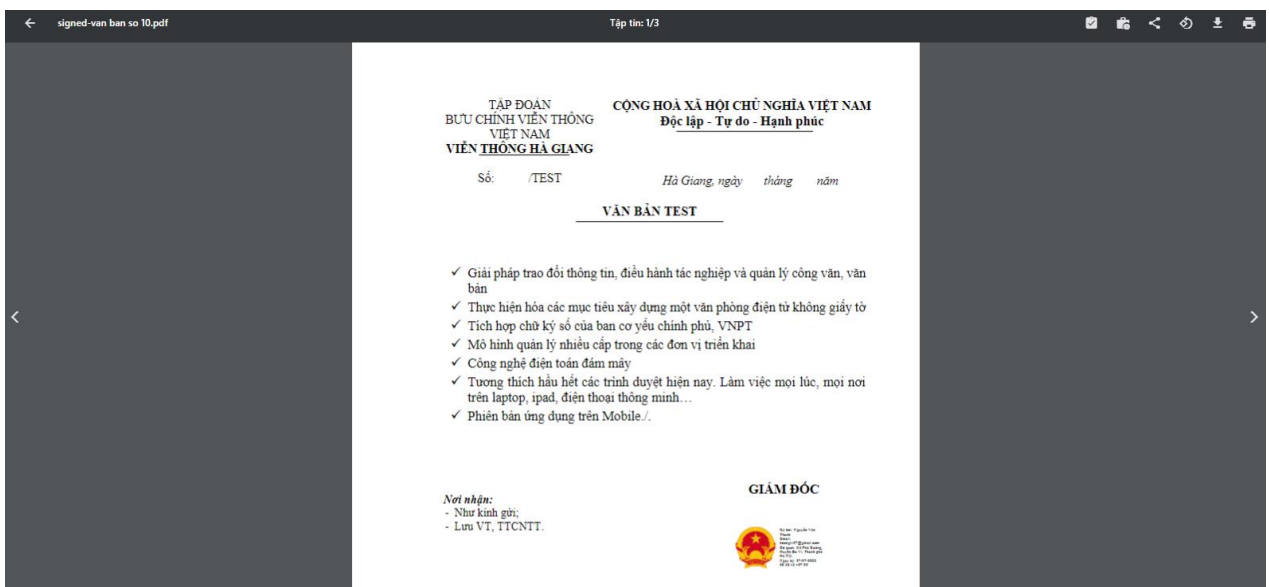 signed-van ban so 10.pdf
Tập tin: 1/3
TẬP ĐOÀN
BƯU CHÍNH VIỄN THÔNG
VIỆT NAM
VIỄN THÔNG HÀ GIANG
CỘNG HOÀ XÃ HỘI CHỦ NGHĨA VIỆT NAM
Độc lập - Tự do - Hạnh phúc
Số: /TEST
Hà Giang, ngày tháng năm
VĂN BẢN TEST
✓ Giải pháp trao đổi thông tin, điều hành tác nghiệp và quản lý công văn, văn
bản
✓ Thực hiện hóa các mục tiêu xây dựng một văn phòng điện tử không giấy tờ
✓ Tích hợp chữ ký số của ban cơ yếu chính phủ, VNPT
✓ Mô hình quản lý nhiều cấp trong các đơn vị triển khai
✓ Công nghệ điện toán đám mây
✓ Tương thích hầu hết các trình duyệt hiện nay. Làm việc mọi lúc, mọi nơi
trên laptop, ipad, điện thoại thông minh…
✓ Phiên bản ứng dụng trên Mobile./.
GIÁM ĐỐC
Nơi nhận:
- Như kính gửi;
- Lưu VT, TTCNTT.